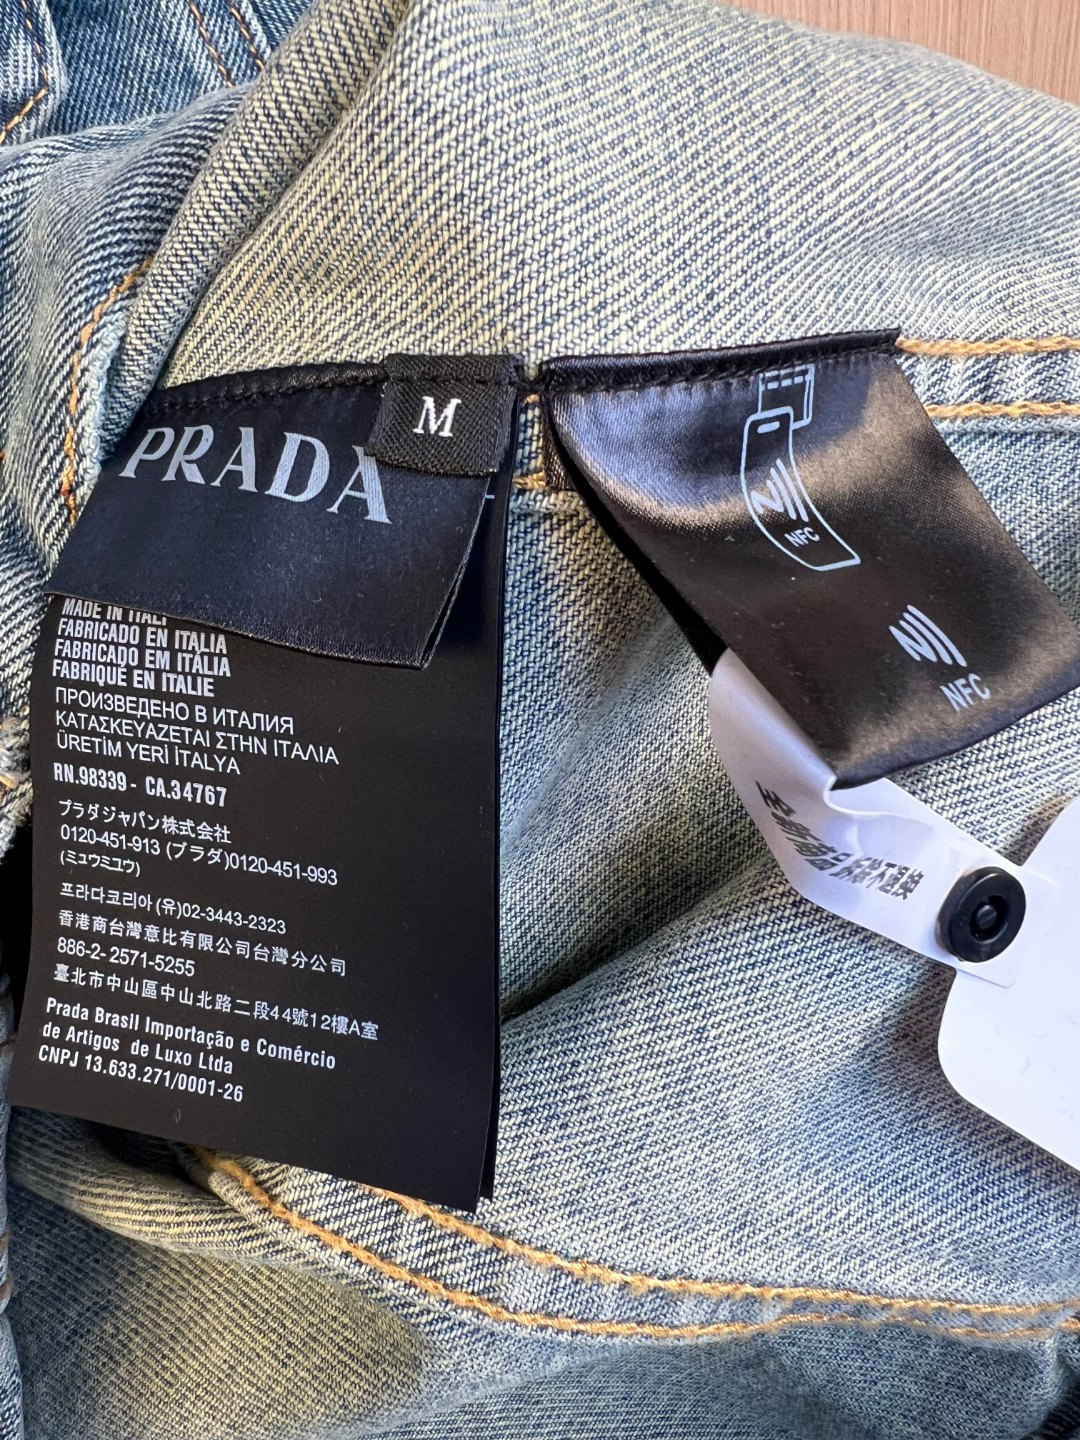 PRADA
M
MADE IN ITALY
FABRICADO EN ITALIA
FABRICADO EM ITÁLIA
FABRIQUÉ EN ITALIE
ПРОИЗВЕДЕНО В ИТАЛИЯ
ΚΑΤΑΣΚΕΥΑΖΕΤΑΙ ΣΤΗΝ ΙΤΑΛΙΑ
ÜRETİM YERİ İTALYA
RN.98339 - CA.34767
プラダジャパン株式会社
0120-451-913 (プラダ)0120-451-993
(ミュウミュウ)
프라다코리아(유)02-3443-2323
香港商台灣意比有限公司台灣分公司
886-2- 2571-5255
臺北市中山區中山北路二段44號12樓A室
Prada Brasil Importação e Comércio
de Artigos de Luxo Ltda
CNPJ 13.633.271/0001-26
NFC
NFC
不退换